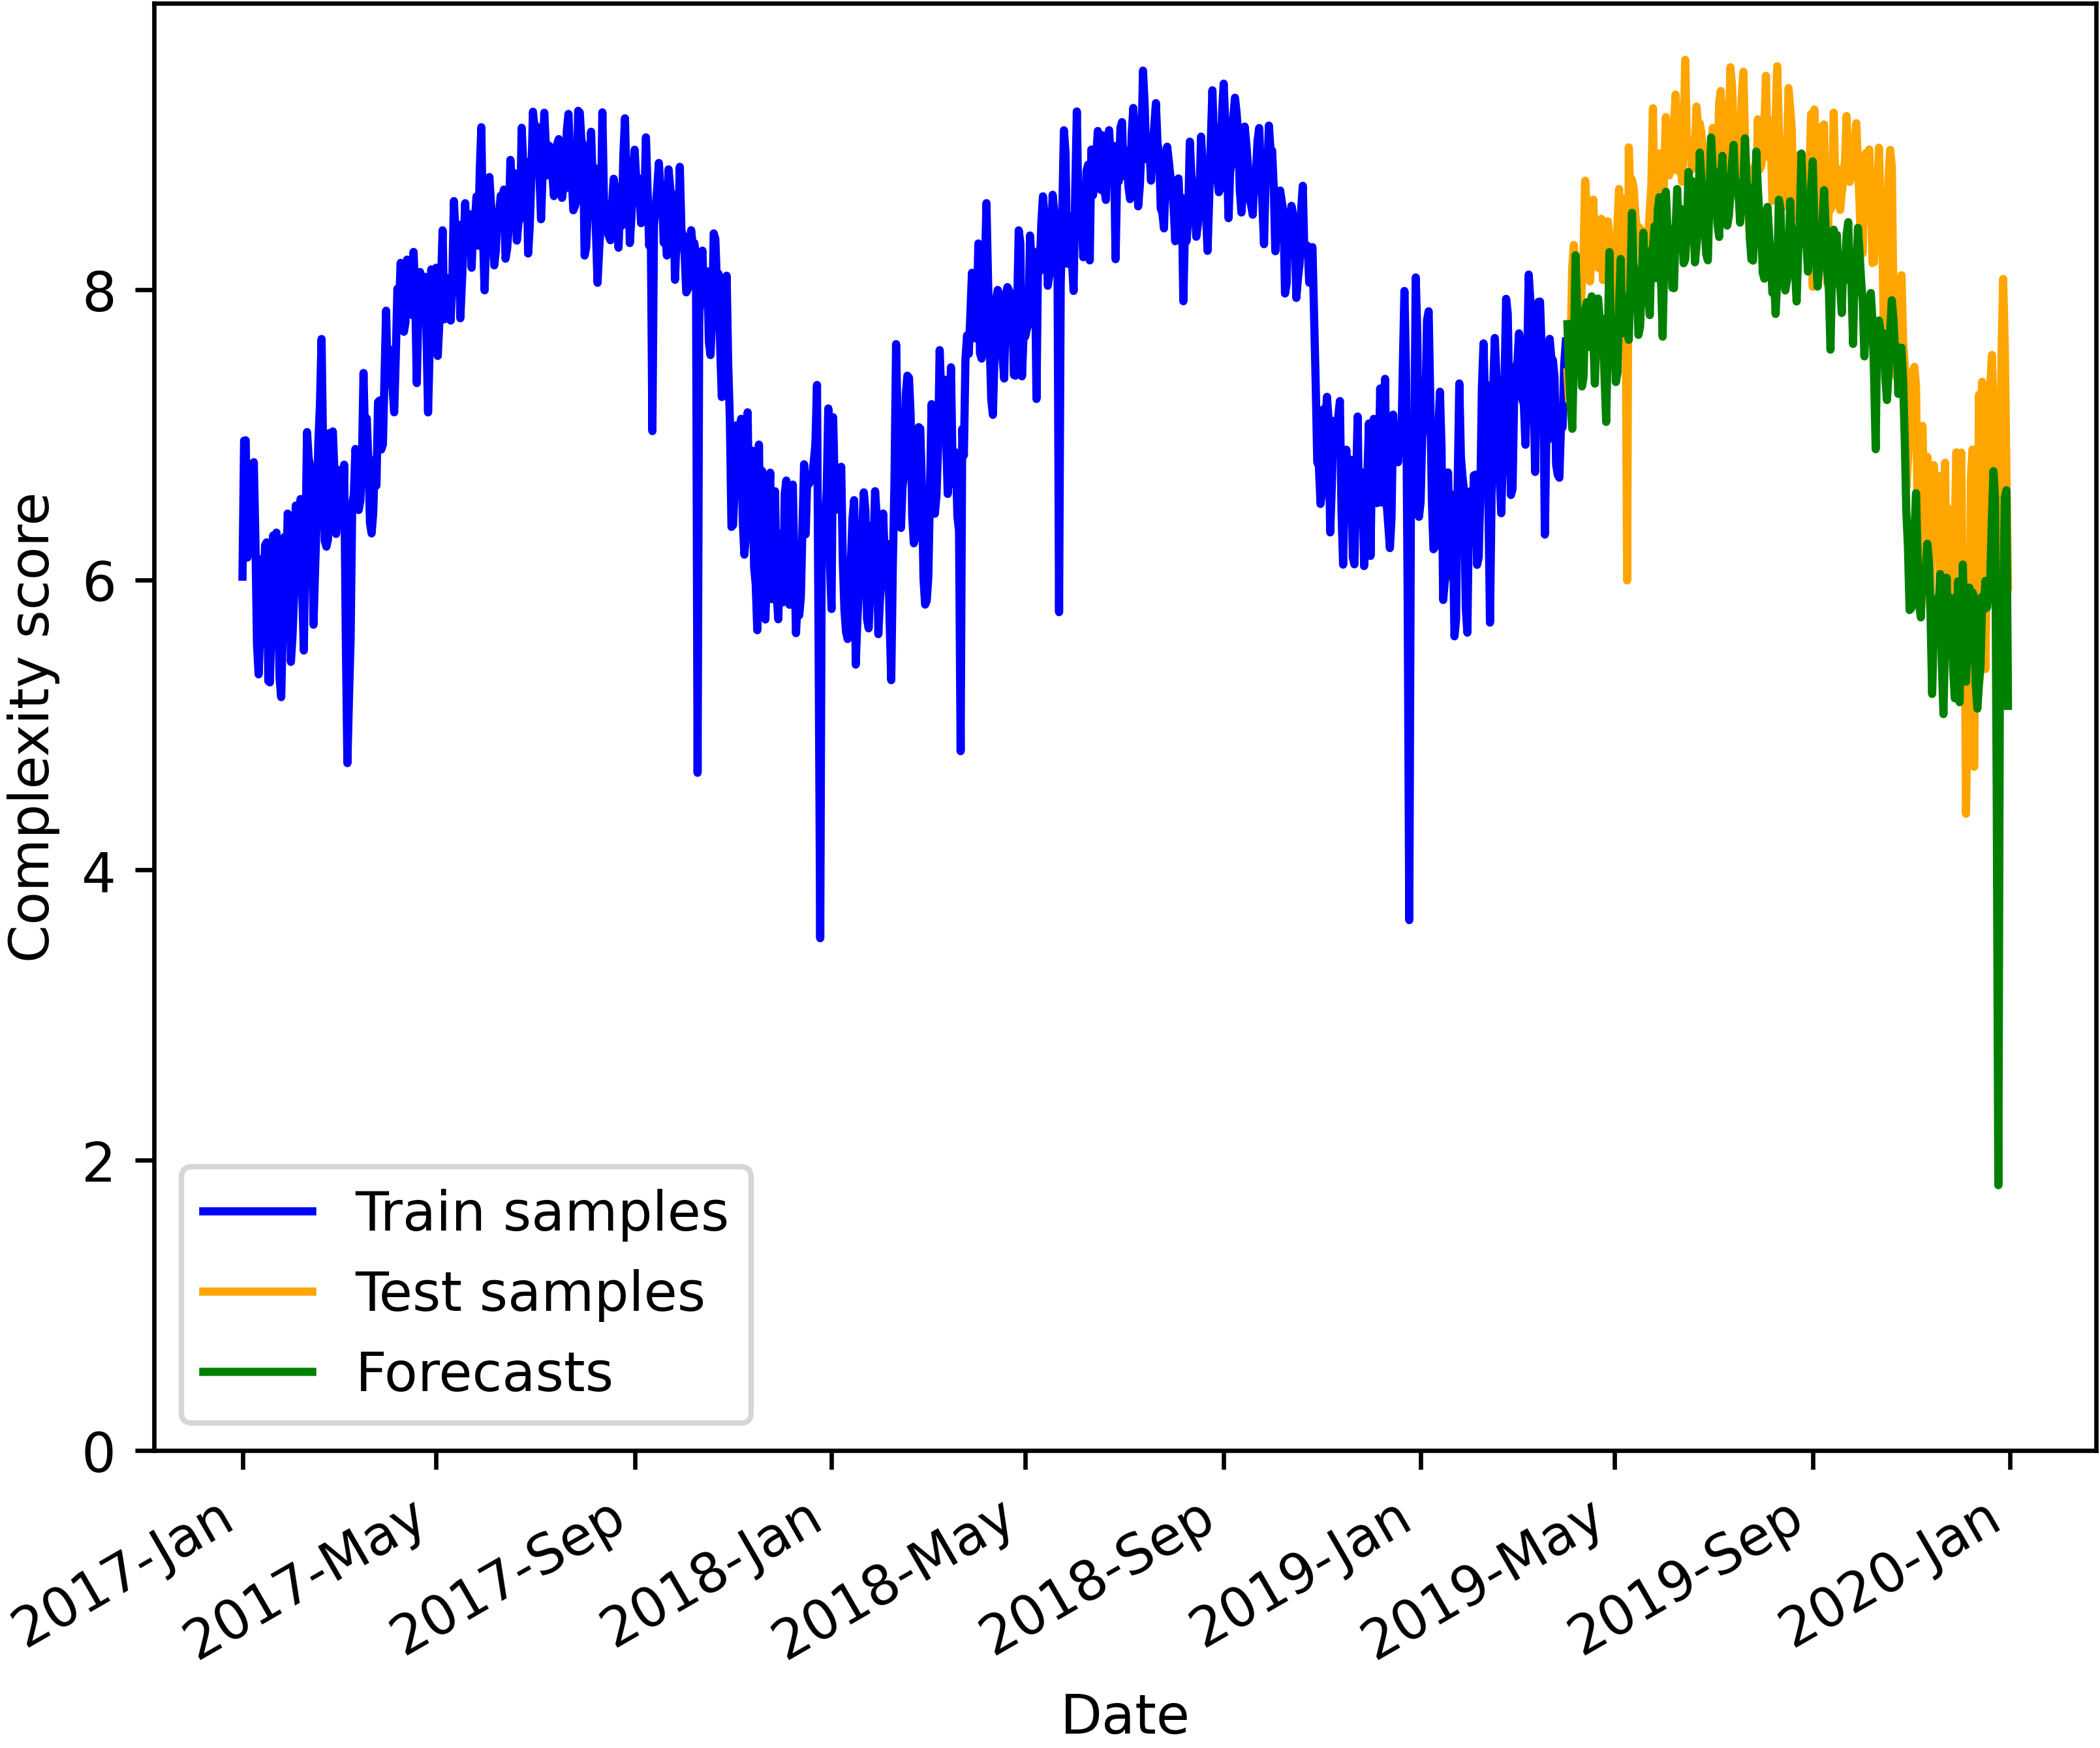 Complexity score
8
6
4
2
0
Train samples
Test samples
Forecasts
2017-Jan
2017-May
2017-Sep
2018-Jan
2018-May
2018-Sep
2019-Jan
2019-May
2019-Sep
2020-Jan
Date